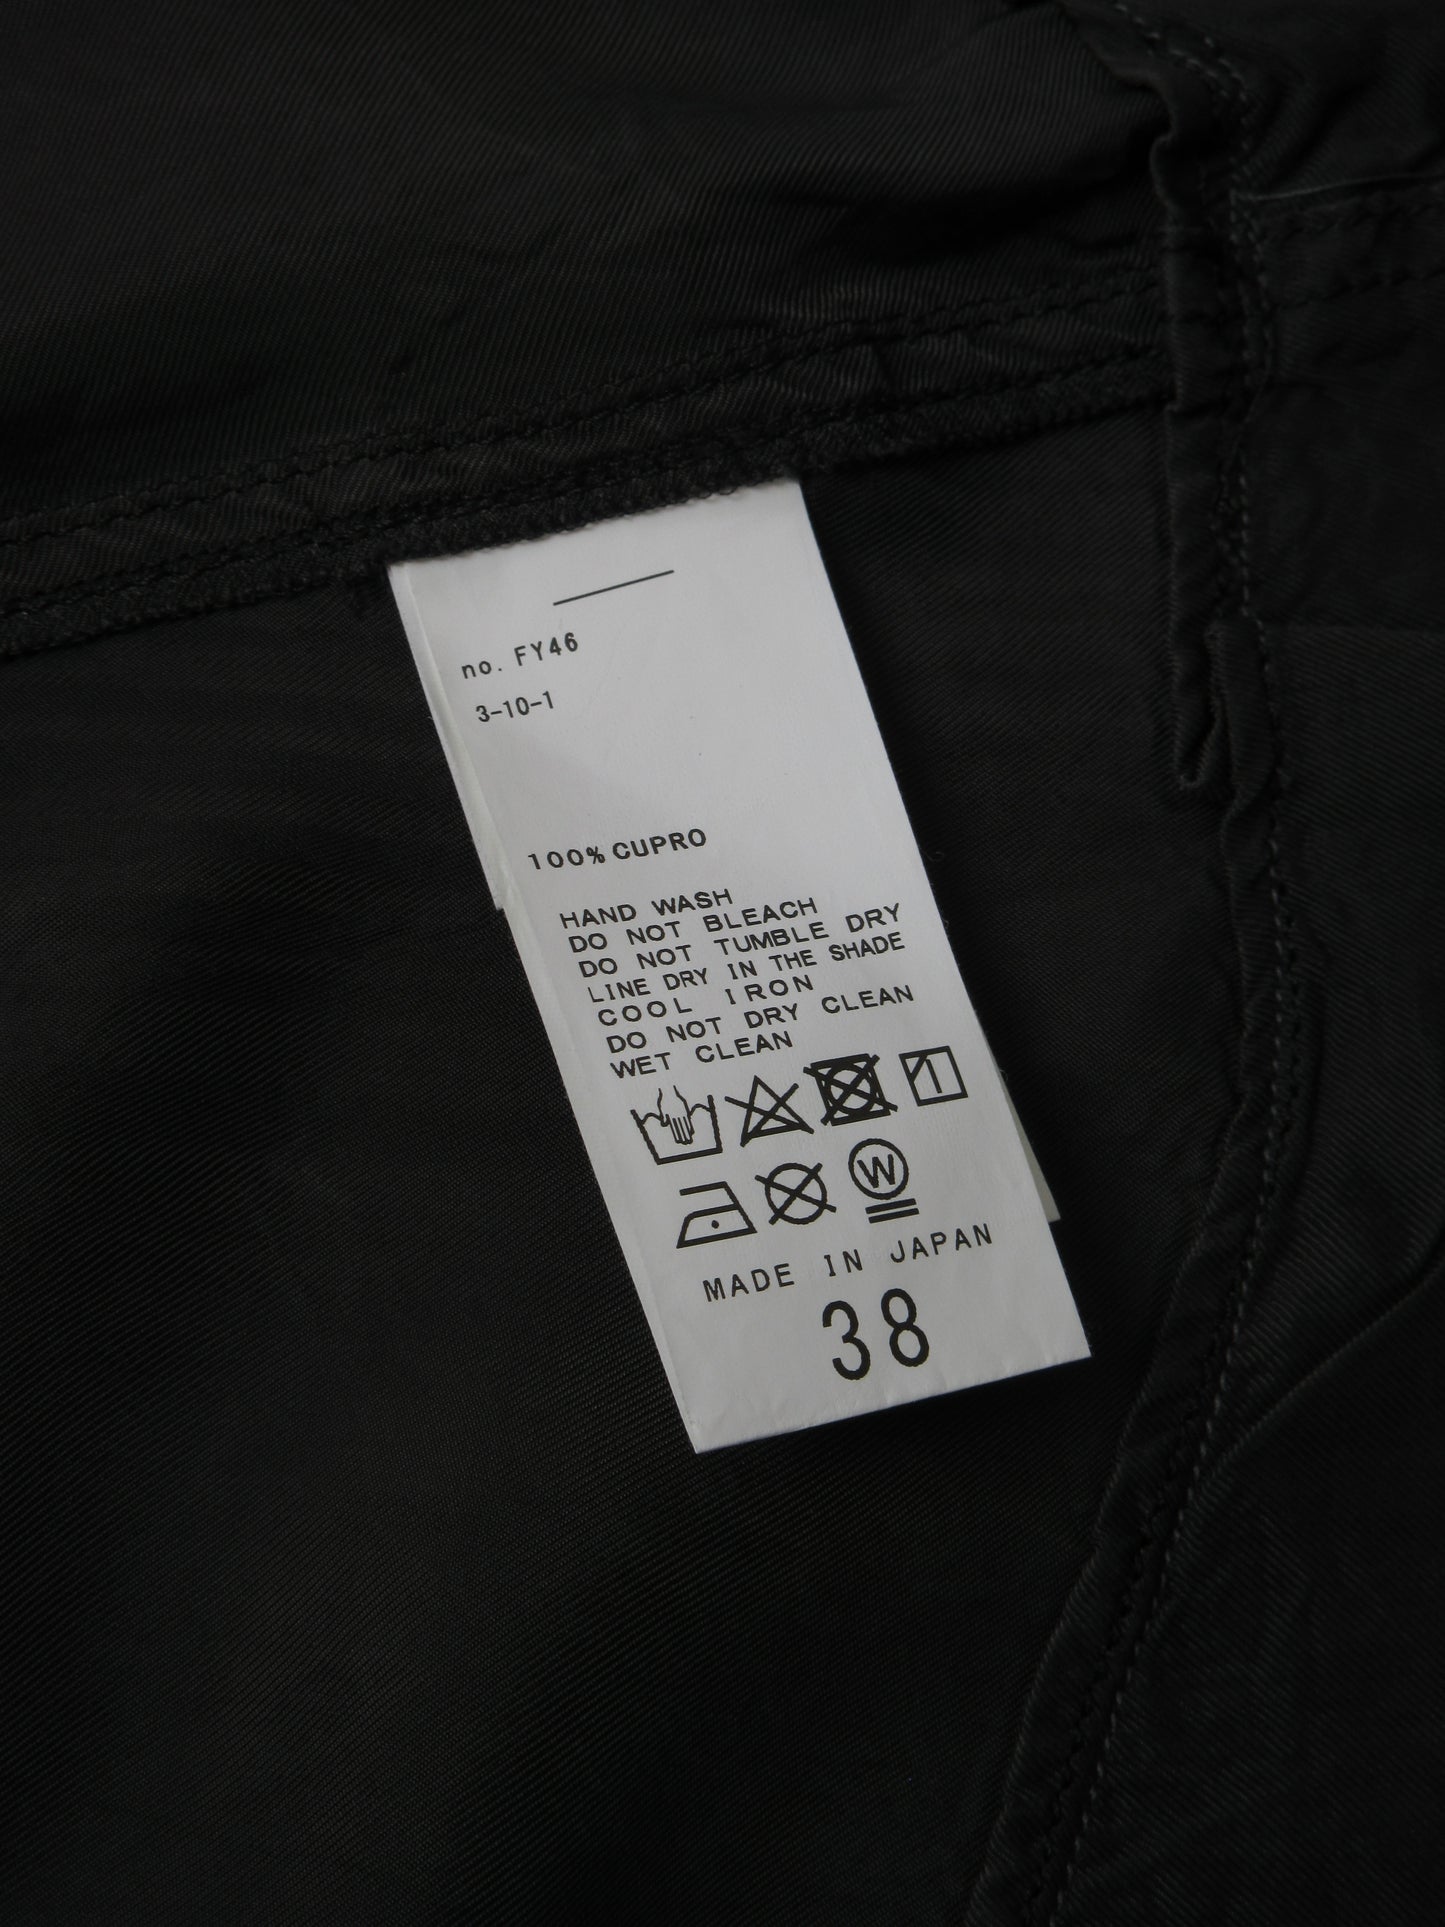 no. FY46
3-10-1
100% CUPRO
HAND WASH
DO NOT BLEACH
DO NOT TUMBLE DRY
LINE DRY IN THE SHADE
COOL IRON
DO NOT DRY CLEAN
WET CLEAN
W
MADE IN JAPAN
38